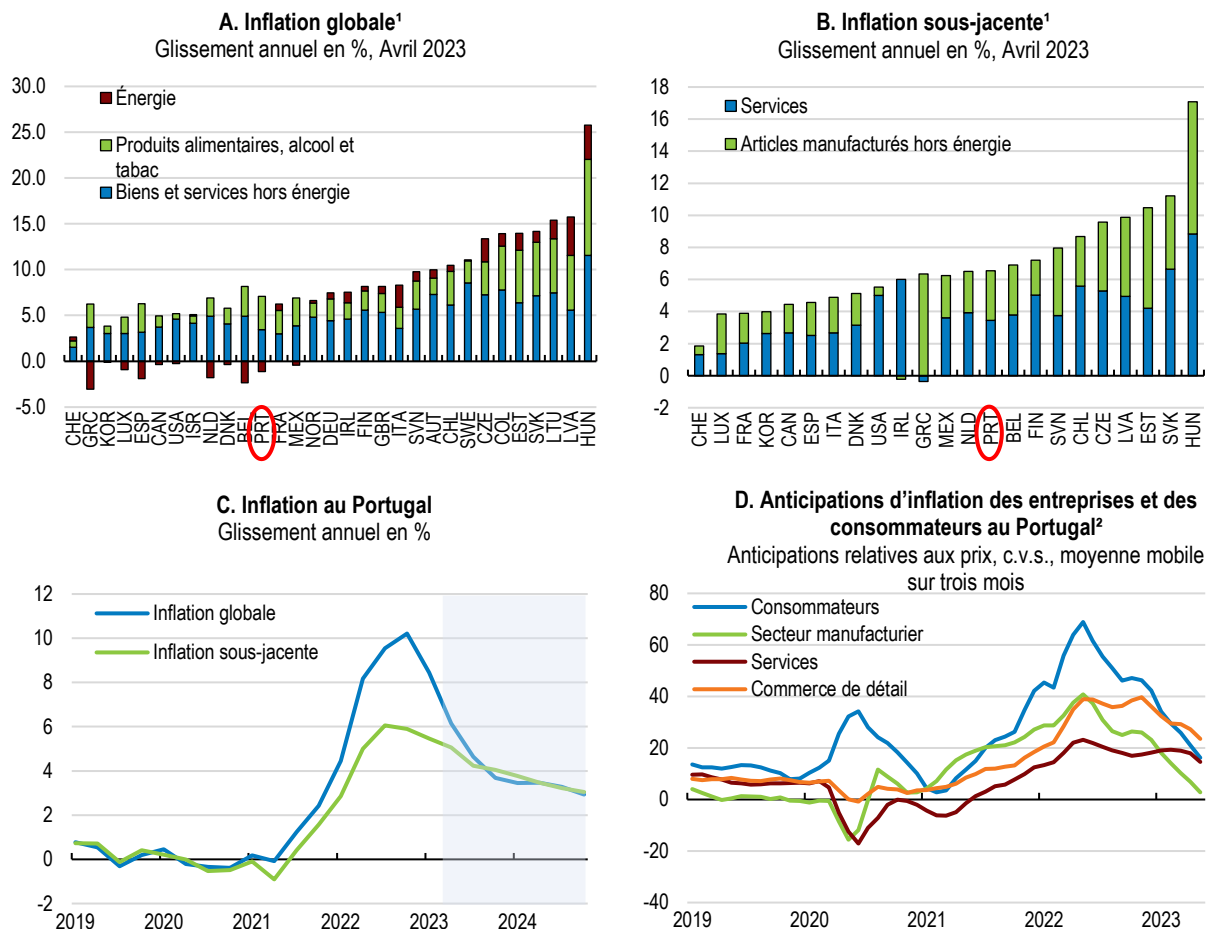 A. Inflation globale¹
Glissement annuel en %, Avril 2023
30.0
25.0
20.0
15.0
10.0
5.0
0.0
-5.0
Énergie
Produits alimentaires, alcool et
tabac
Biens et services hors énergie
CHE GRC KOR LUX ESP CAN USA ISR NLD DNK BEL PRT FRA MEX NOR DEU IRL FIN GBR ITA SVN AUT CHL SWE CZE COL EST SVK LTU LVA HUN
B. Inflation sous-jacente¹
Glissement annuel en %, Avril 2023
18
16
14
12
10
8
6
4
2
0
-2
Services
Articles manufacturés hors énergie
CHE LUX FRA KOR CAN ESP ITA DNK USA IRL GRC MEX NLD PRT BEL FIN SVN CHL CZE LVA EST SVK HUN
C. Inflation au Portugal
Glissement annuel en %
12
10
8
6
4
2
0
-2
Inflation globale
Inflation sous-jacente
2019 2020 2021 2022 2023 2024
D. Anticipations d’inflation des entreprises et des
consommateurs au Portugal²
Anticipations relatives aux prix, c.v.s., moyenne mobile
sur trois mois
80
60
40
20
0
-20
-40
Consommateurs
Secteur manufacturier
Services
Commerce de détail
2019 2020 2021 2022 2023